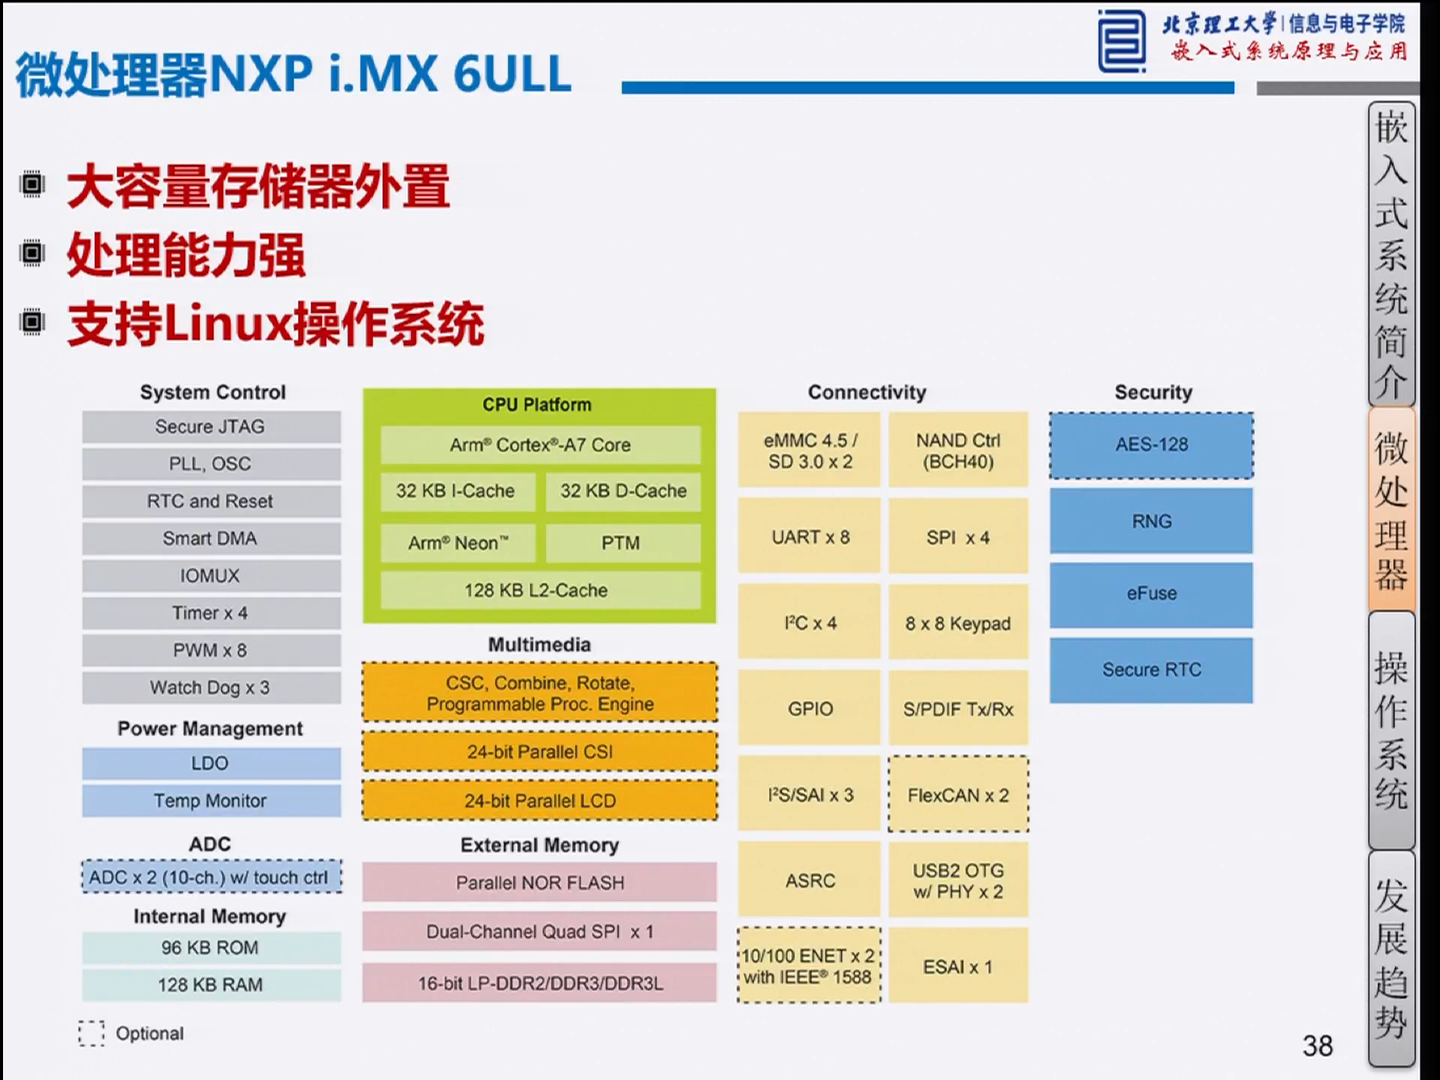 北京理工大学|信息与电子学院
嵌入式系统原理与应用
微处理器NXP i.MX 6ULL
大容量存储器外置
处理能力强
支持Linux操作系统
System Control
Secure JTAG
PLL, OSC
RTC and Reset
Smart DMA
IOMUX
Timer x 4
PWM x 8
Watch Dog x 3
Power Management
LDO
Temp Monitor
ADC
ADC x 2 (10-ch.) w/ touch ctrl
Internal Memory
96 KB ROM
128 KB RAM
Optional
CPU Platform
Arm® Cortex®-A7 Core
32 KB I-Cache
32 KB D-Cache
Arm® Neon™
PTM
128 KB L2-Cache
Multimedia
CSC, Combine, Rotate,
Programmable Proc. Engine
24-bit Parallel CSI
24-bit Parallel LCD
External Memory
Parallel NOR FLASH
Dual-Channel Quad SPI x 1
16-bit LP-DDR2/DDR3/DDR3L
Connectivity
eMMC 4.5 /
SD 3.0 x 2
NAND Ctrl
(BCH40)
UART x 8
SPI x 4
I²C x 4
8 x 8 Keypad
GPIO
S/PDIF Tx/Rx
I²S/SAI x 3
FlexCAN x 2
ASRC
USB2 OTG
w/ PHY x 2
10/100 ENET x 2
with IEEE® 1588
ESAI x 1
Security
AES-128
RNG
eFuse
Secure RTC
嵌入式系统简介
微处理器
操作系统
发展趋势
38